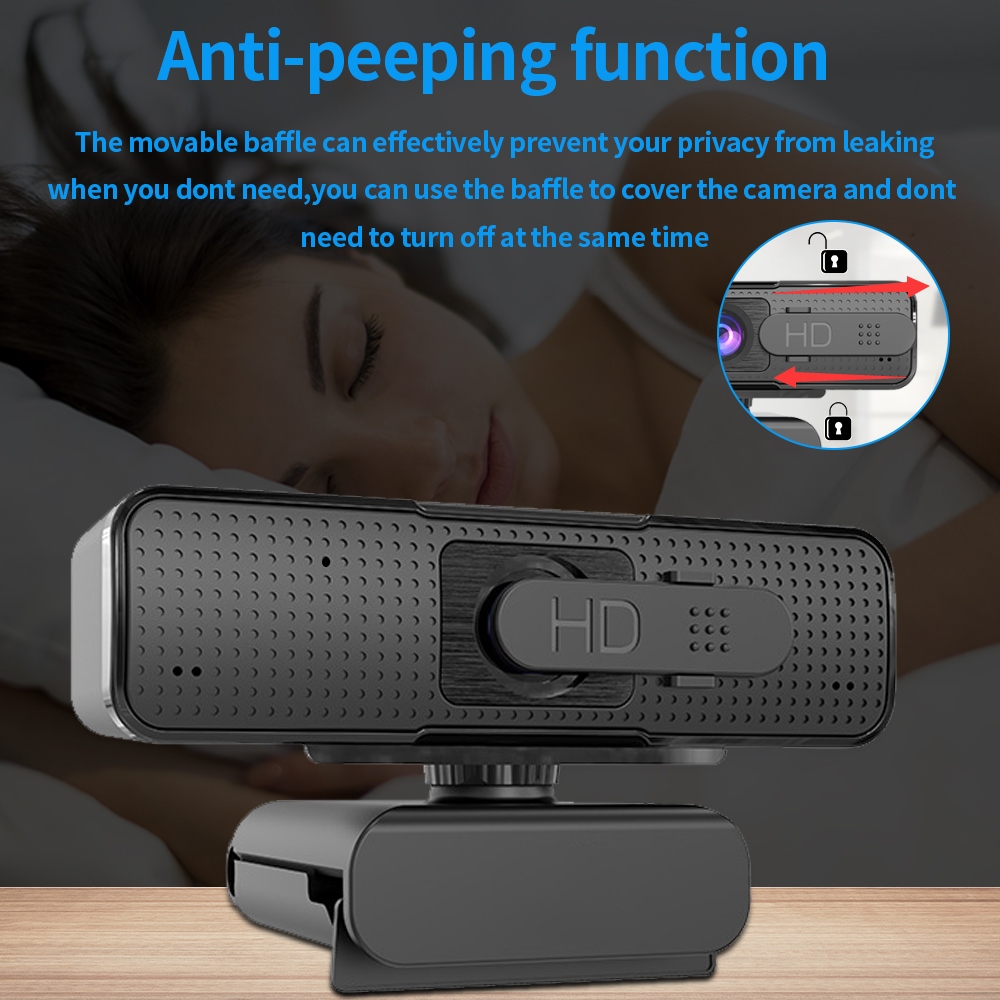 Anti-peeping function
The movable baffle can effectively prevent your privacy from leaking
when you dont need,you can use the baffle to cover the camera and dont
need to turn off at the same time
HD
HD